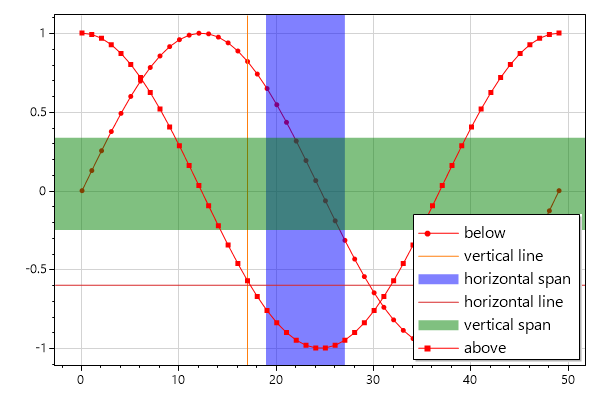 1
0.5
0
-0.5
-1
0
10
20
30
40
50
below
vertical line
horizontal span
horizontal line
vertical span
above